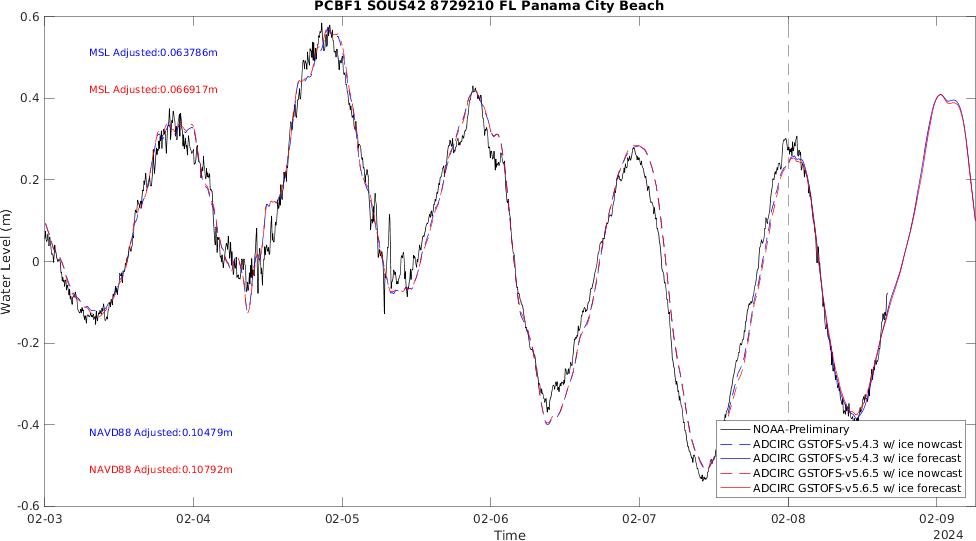 PCBF1 SOUS42 8729210 FL Panama City Beach
0.6
MSL Adjusted:0.063786m
MSL Adjusted:0.066917m
0.4
0.2
Water Level (m)
0
-0.2
-0.4
NAVD88 Adjusted:0.10479m
NAVD88 Adjusted:0.10792m
NOAA-Preliminary
ADCIRC GSTOFS-v5.4.3 w/ ice nowcast
ADCIRC GSTOFS-v5.4.3 w/ ice forecast
ADCIRC GSTOFS-v5.6.5 w/ ice nowcast
ADCIRC GSTOFS-v5.6.5 w/ ice forecast
-0.6
02-03 02-04 02-05 02-06 02-07 02-08 02-09
Time
2024